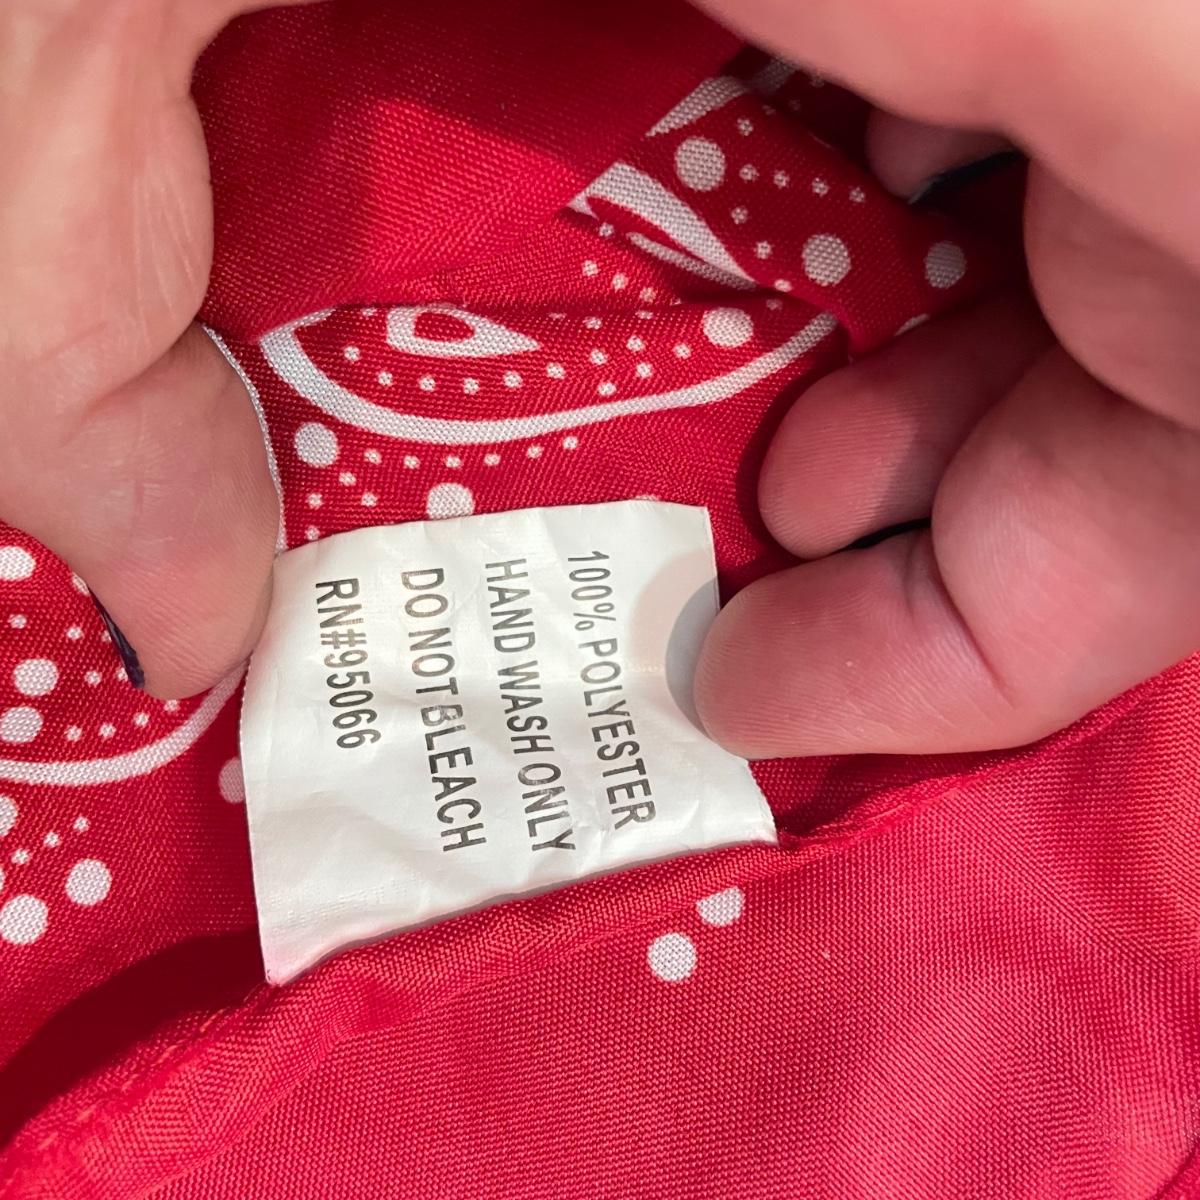 100% POLYESTER
HAND WASH ONLY
DO NOT BLEACH
RN#95066